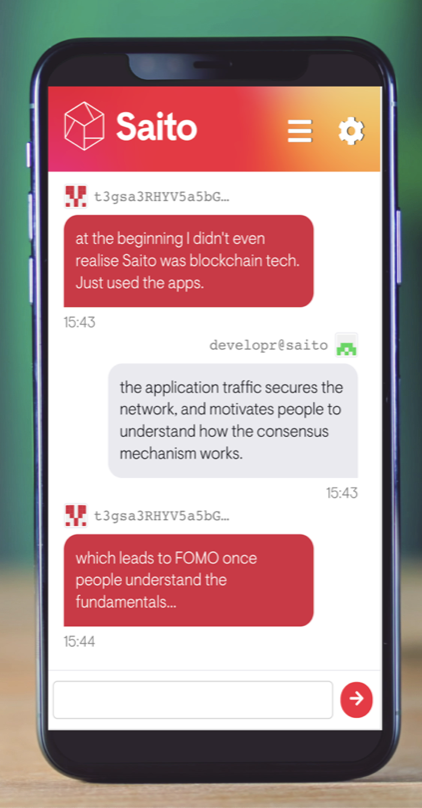 Saito
t3gsa3RHYV5a5bG…
at the beginning I didn't even
realise Saito was blockchain tech.
Just used the apps.
15:43
developr@saito
the application traffic secures the
network, and motivates people to
understand how the consensus
mechanism works.
15:43
t3gsa3RHYV5a5bG…
which leads to FOMO once
people understand the
fundamentals...
15:44